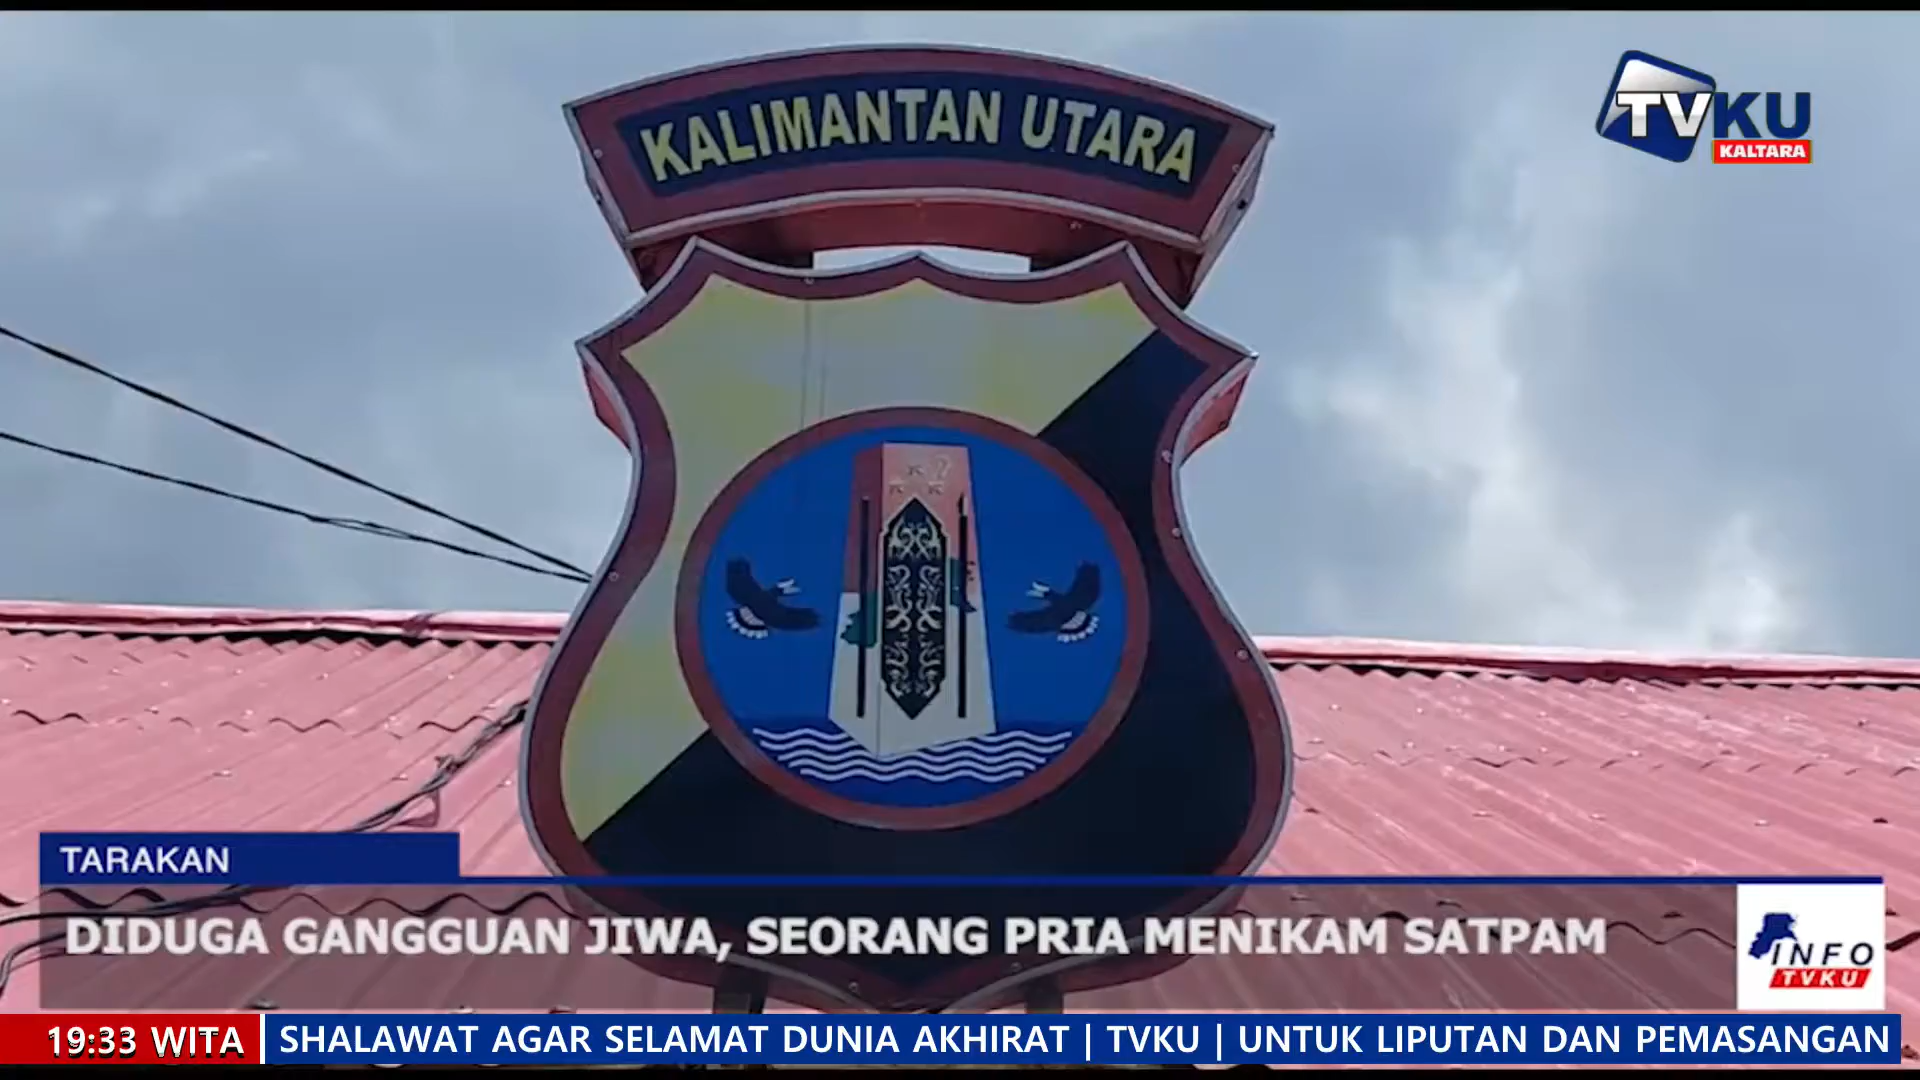 KALIMANTAN UTARA
TVKU
KALTARA
TARAKAN
DIDUGA GANGGUAN JIWA, SEORANG PRIA MENIKAM SATPAM
INFO
TVKU
19:33 WITA
SHALAWAT AGAR SELAMAT DUNIA AKHIRAT | TVKU | UNTUK LIPUTAN DAN PEMASANGAN